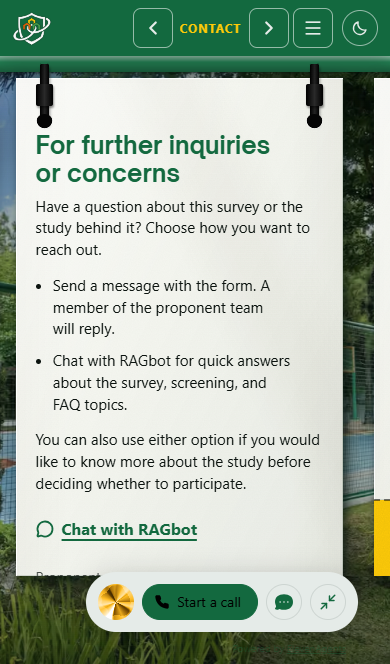 CONTACT
For further inquiries
or concerns
Have a question about this survey or the
study behind it? Choose how you want to
reach out.
• Send a message with the form. A
member of the proponent team
will reply.
• Chat with RAGbot for quick answers
about the survey, screening, and
FAQ topics.
You can also use either option if you would
like to know more about the study before
deciding whether to participate.
Chat with RAGbot
Start a call